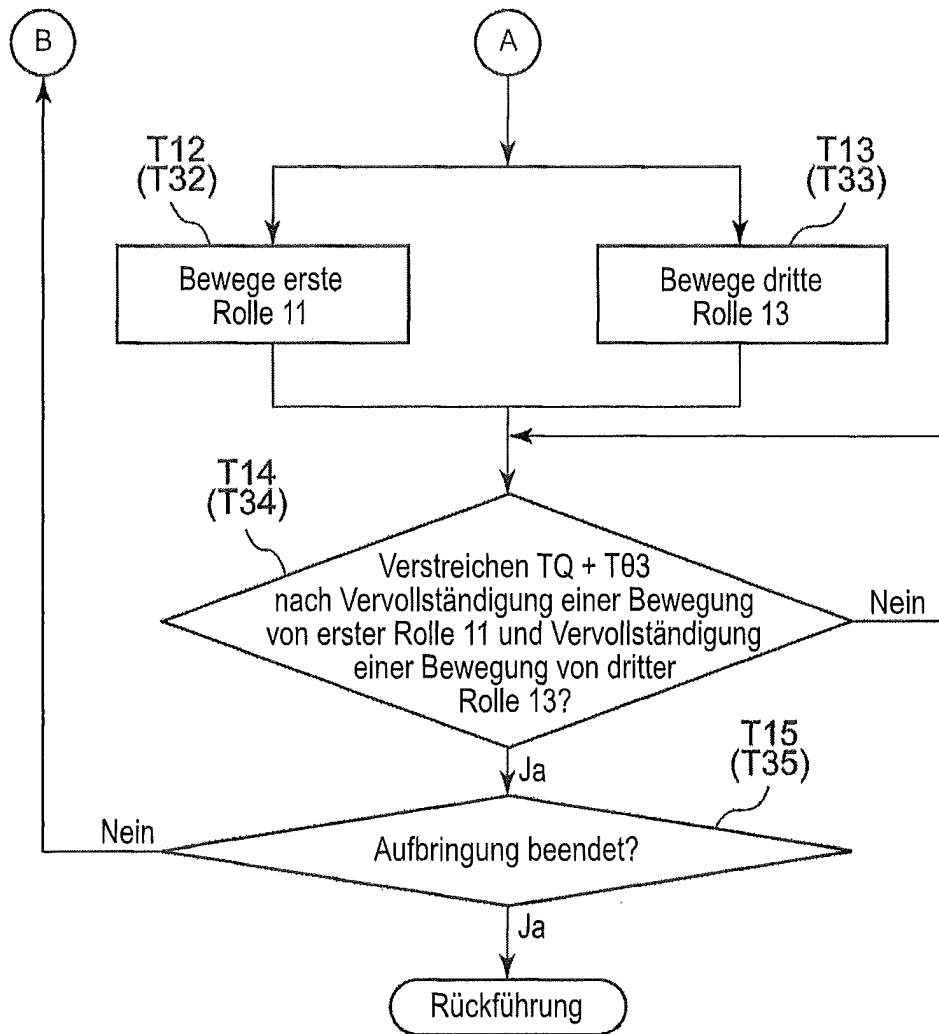 B
A
T12
(T32)
T13
(T33)
Bewege erste
Rolle 11
Bewege dritte
Rolle 13
T14
(T34)
Verstreichen TQ + Tθ3
nach Vervollständigung einer Bewegung
von erster Rolle 11 und Vervollständigung
einer Bewegung von dritter
Rolle 13?
Nein
Ja
T15
(T35)
Nein
Aufbringung beendet?
Ja
Rückführung